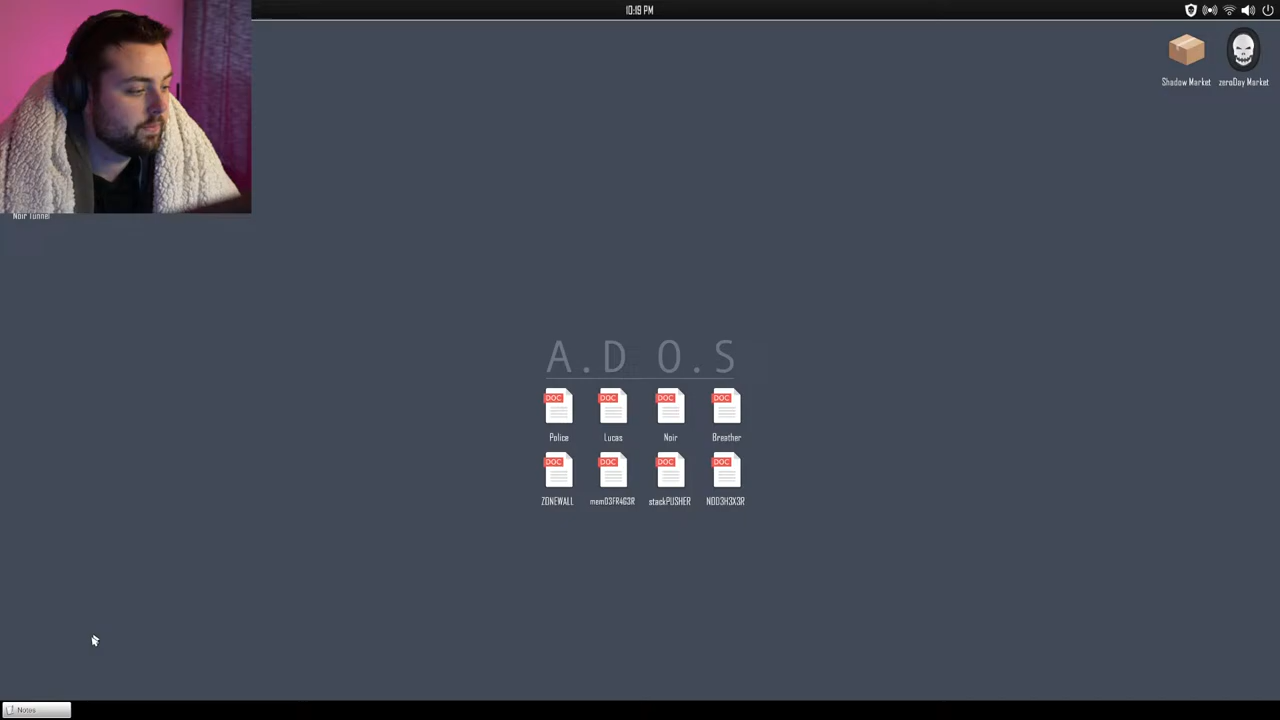 10:19 PM
Shadow Market
zeroDay Market
Noir Tunnel
A.D O.S
DOC
DOC
DOC
DOC
Police
Lucas
Noir
Breather
DOC
DOC
DOC
DOC
ZONEWALL
memD3FR4G3R
stackPUSHER
N0D3H3X3R
Notes